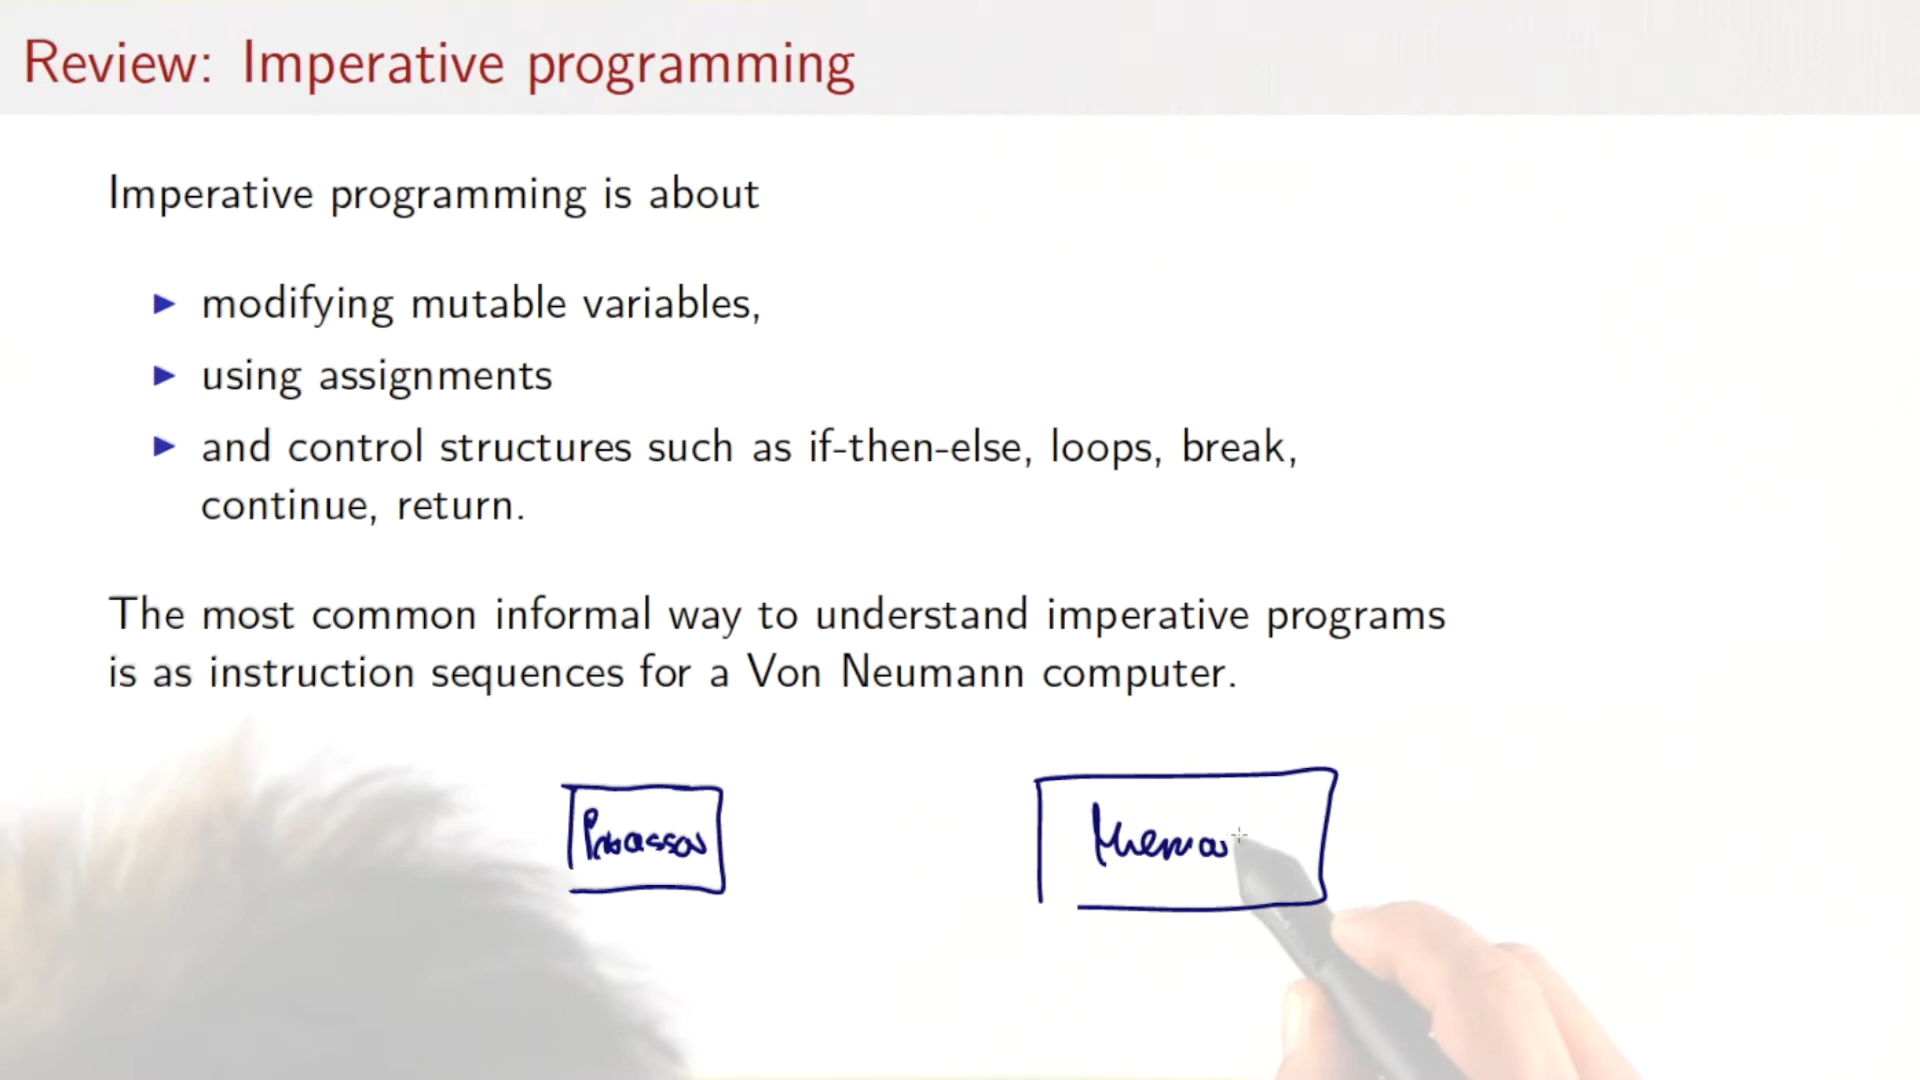 Review: Imperative programming
Imperative programming is about
modifying mutable variables,
using assignments
and control structures such as if-then-else, loops, break,
continue, return.
The most common informal way to understand imperative programs
is as instruction sequences for a Von Neumann computer.
Processor
Memo